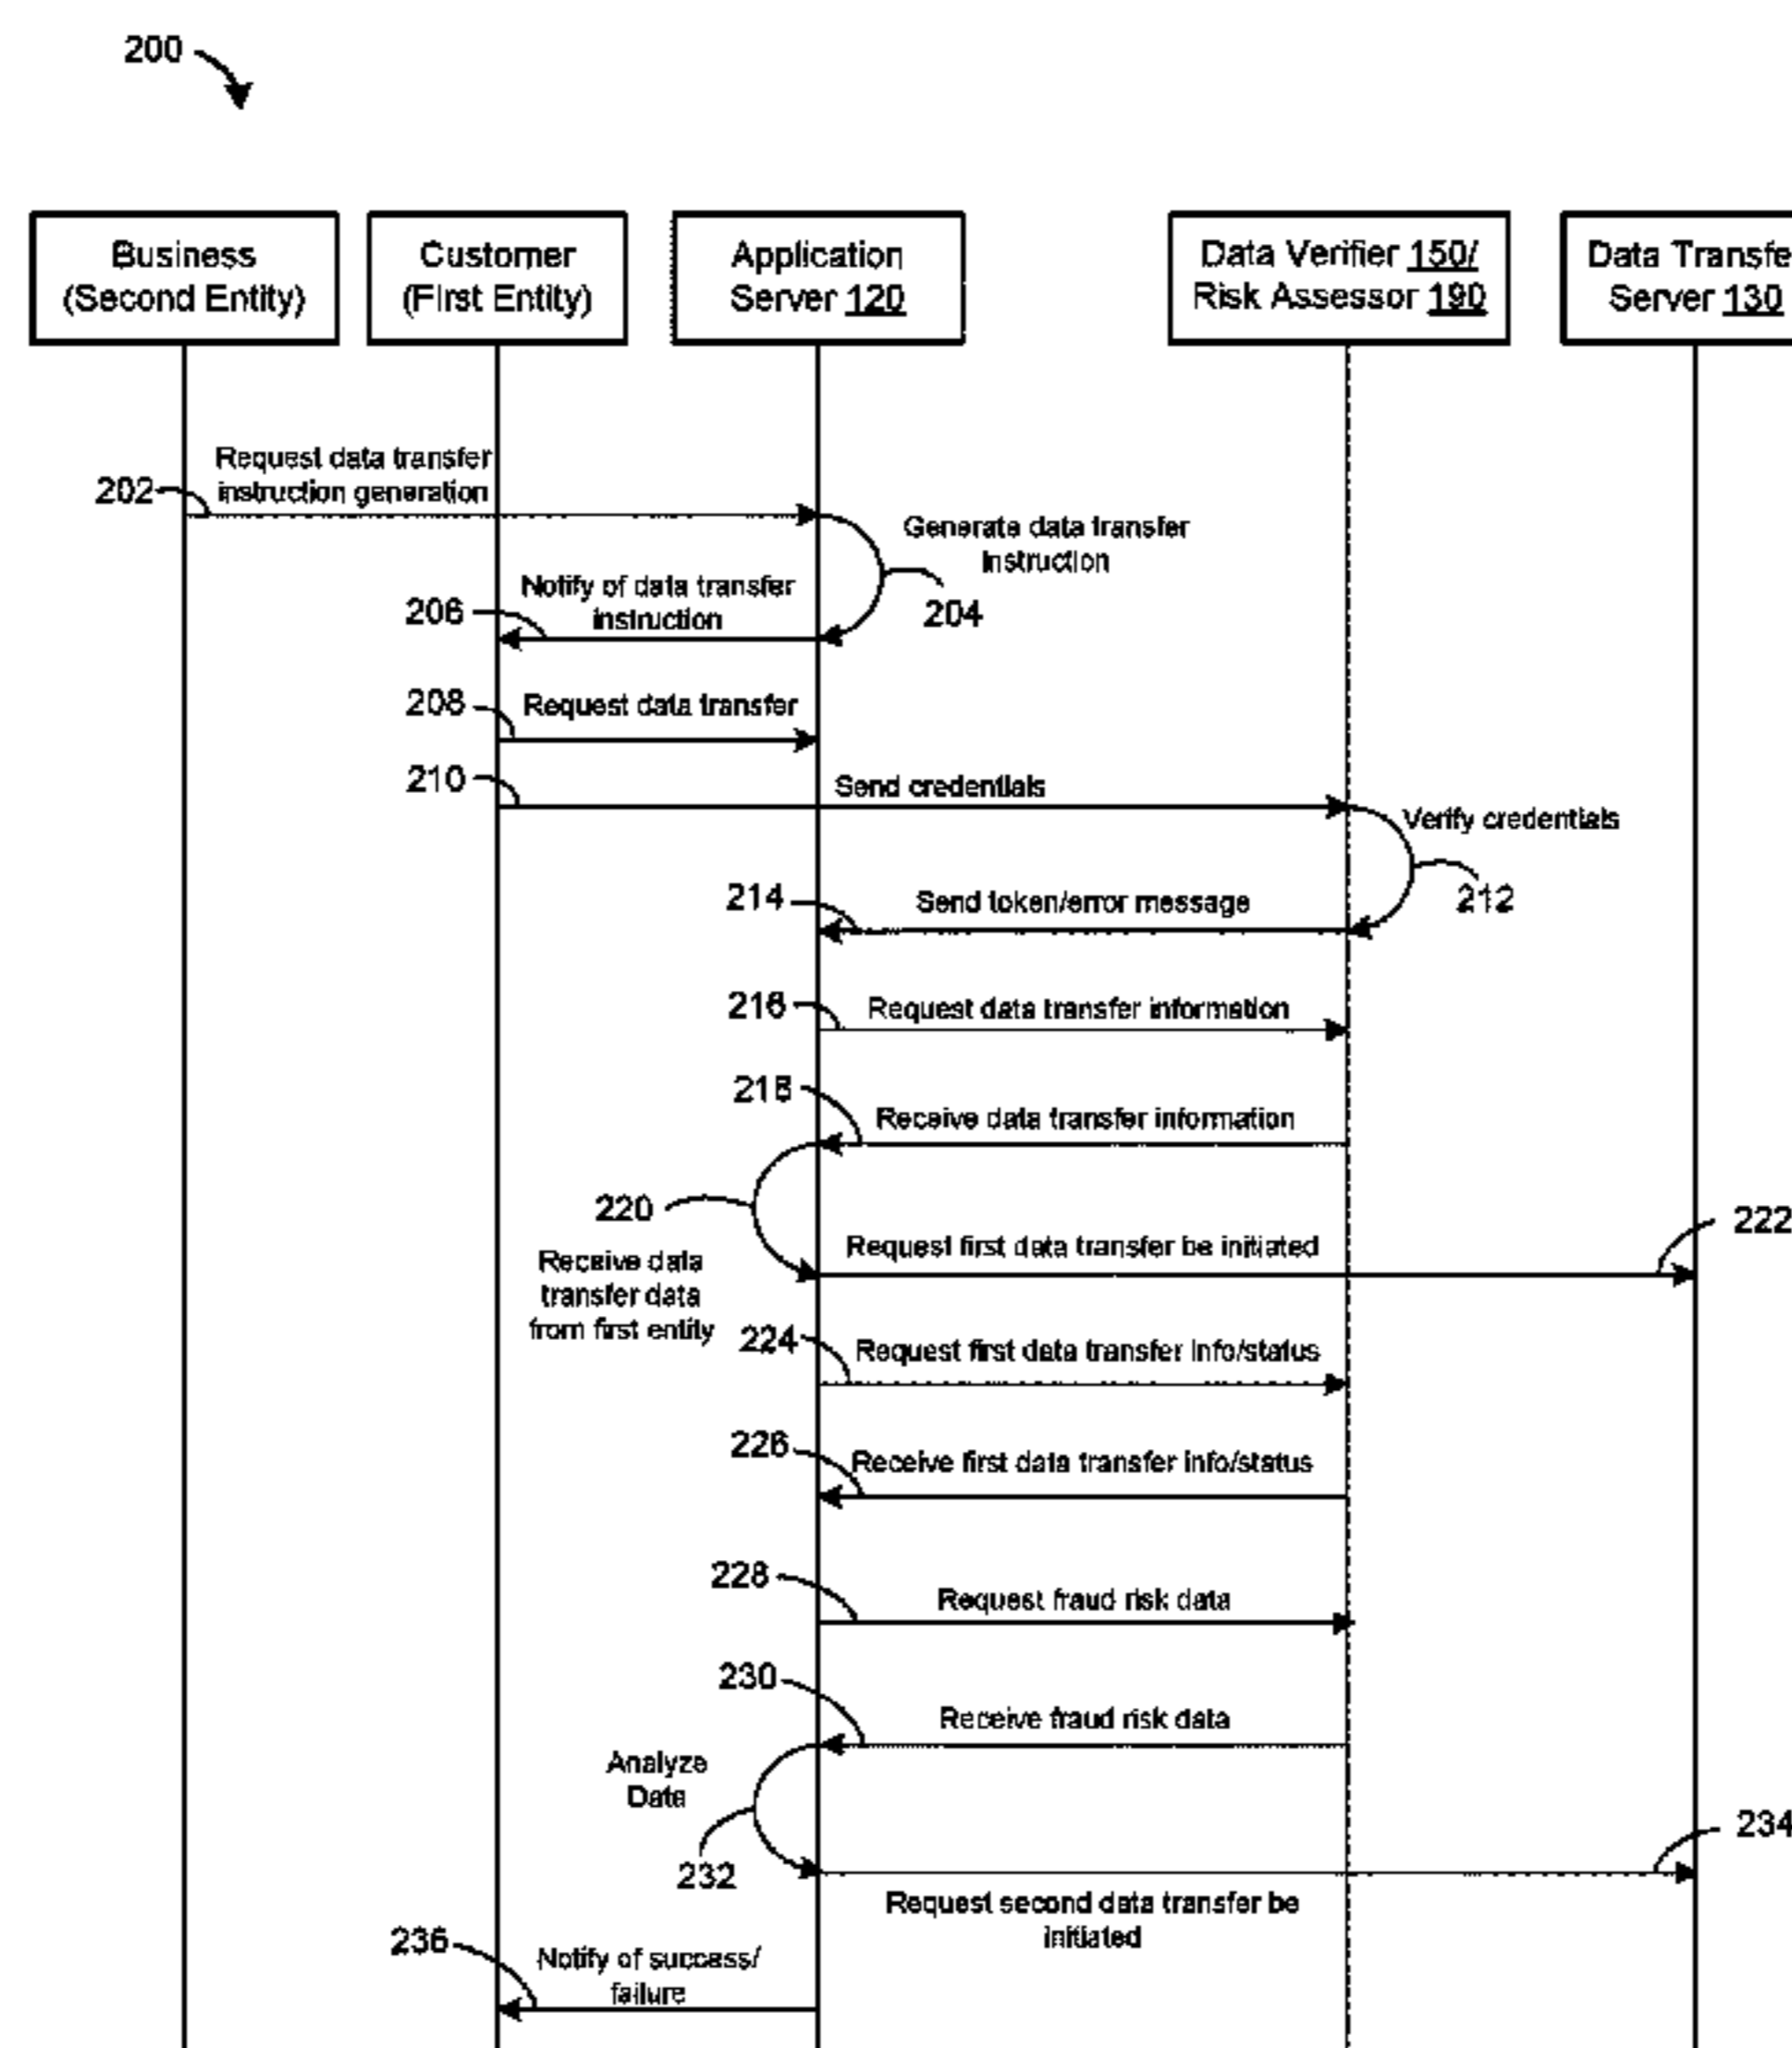 200
Business
(Second Entity)
Customer
(First Entity)
Application
Server 120
Data Verifier 150/
Risk Assessor 190
Data Transfe
Server 130
Request data transfer
instruction generation
202
Generate data transfer
Instruction
204
Notify of data transfer
instruction
206
208
Request data transfer
210
Send credentials
Verify credentials
212
214
Send token/error message
216
Request data transfer information
218
Receive data transfer information
220
Receive data
transfer data
from first entity
Request first data transfer be initiated
222
224
Request first data transfer info/status
226
Receive first data transfer info/status
228
Request fraud risk data
230
Receive fraud risk data
Analyze
Data
232
234
Request second data transfer be
initiated
236
Notify of success/
failure